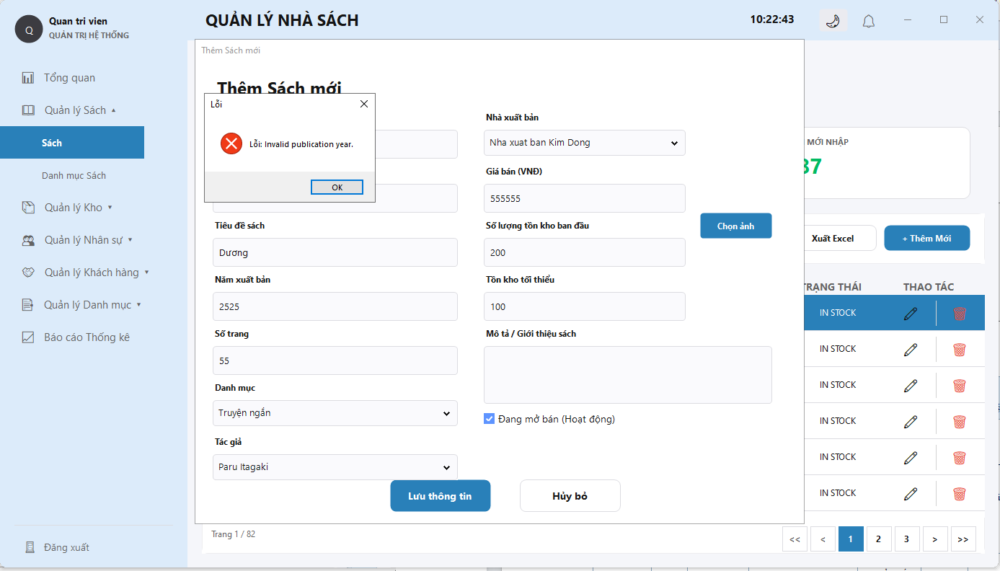 Q
Quan tri vien
QUẢN TRỊ HỆ THỐNG
Tổng quan
Quản lý Sách
Sách
Danh mục Sách
Quản lý Kho
Quản lý Nhân sự
Quản lý Khách hàng
Quản lý Danh mục
Báo cáo Thống kê
Đăng xuất
QUẢN LÝ NHÀ SÁCH
10:22:43
Thêm Sách mới
Thêm Sách mới
Lỗi
Lỗi: Invalid publication year.
OK
Tiêu đề sách
Dương
Năm xuất bản
2525
Số trang
55
Danh mục
Truyện ngắn
Tác giả
Paru Itagaki
Nhà xuất bản
Nha xuat ban Kim Dong
Giá bán (VNĐ)
555555
Số lượng tồn kho ban đầu
200
Tồn kho tối thiểu
100
Mô tả / Giới thiệu sách
Đang mở bán (Hoạt động)
Chọn ảnh
Lưu thông tin
Hủy bỏ
MỚI NHẬP
37
Xuất Excel
+ Thêm Mới
TRẠNG THÁI
THAO TÁC
IN STOCK
IN STOCK
IN STOCK
IN STOCK
IN STOCK
IN STOCK
Trang 1 / 82
<< < 1 2 3 > >>